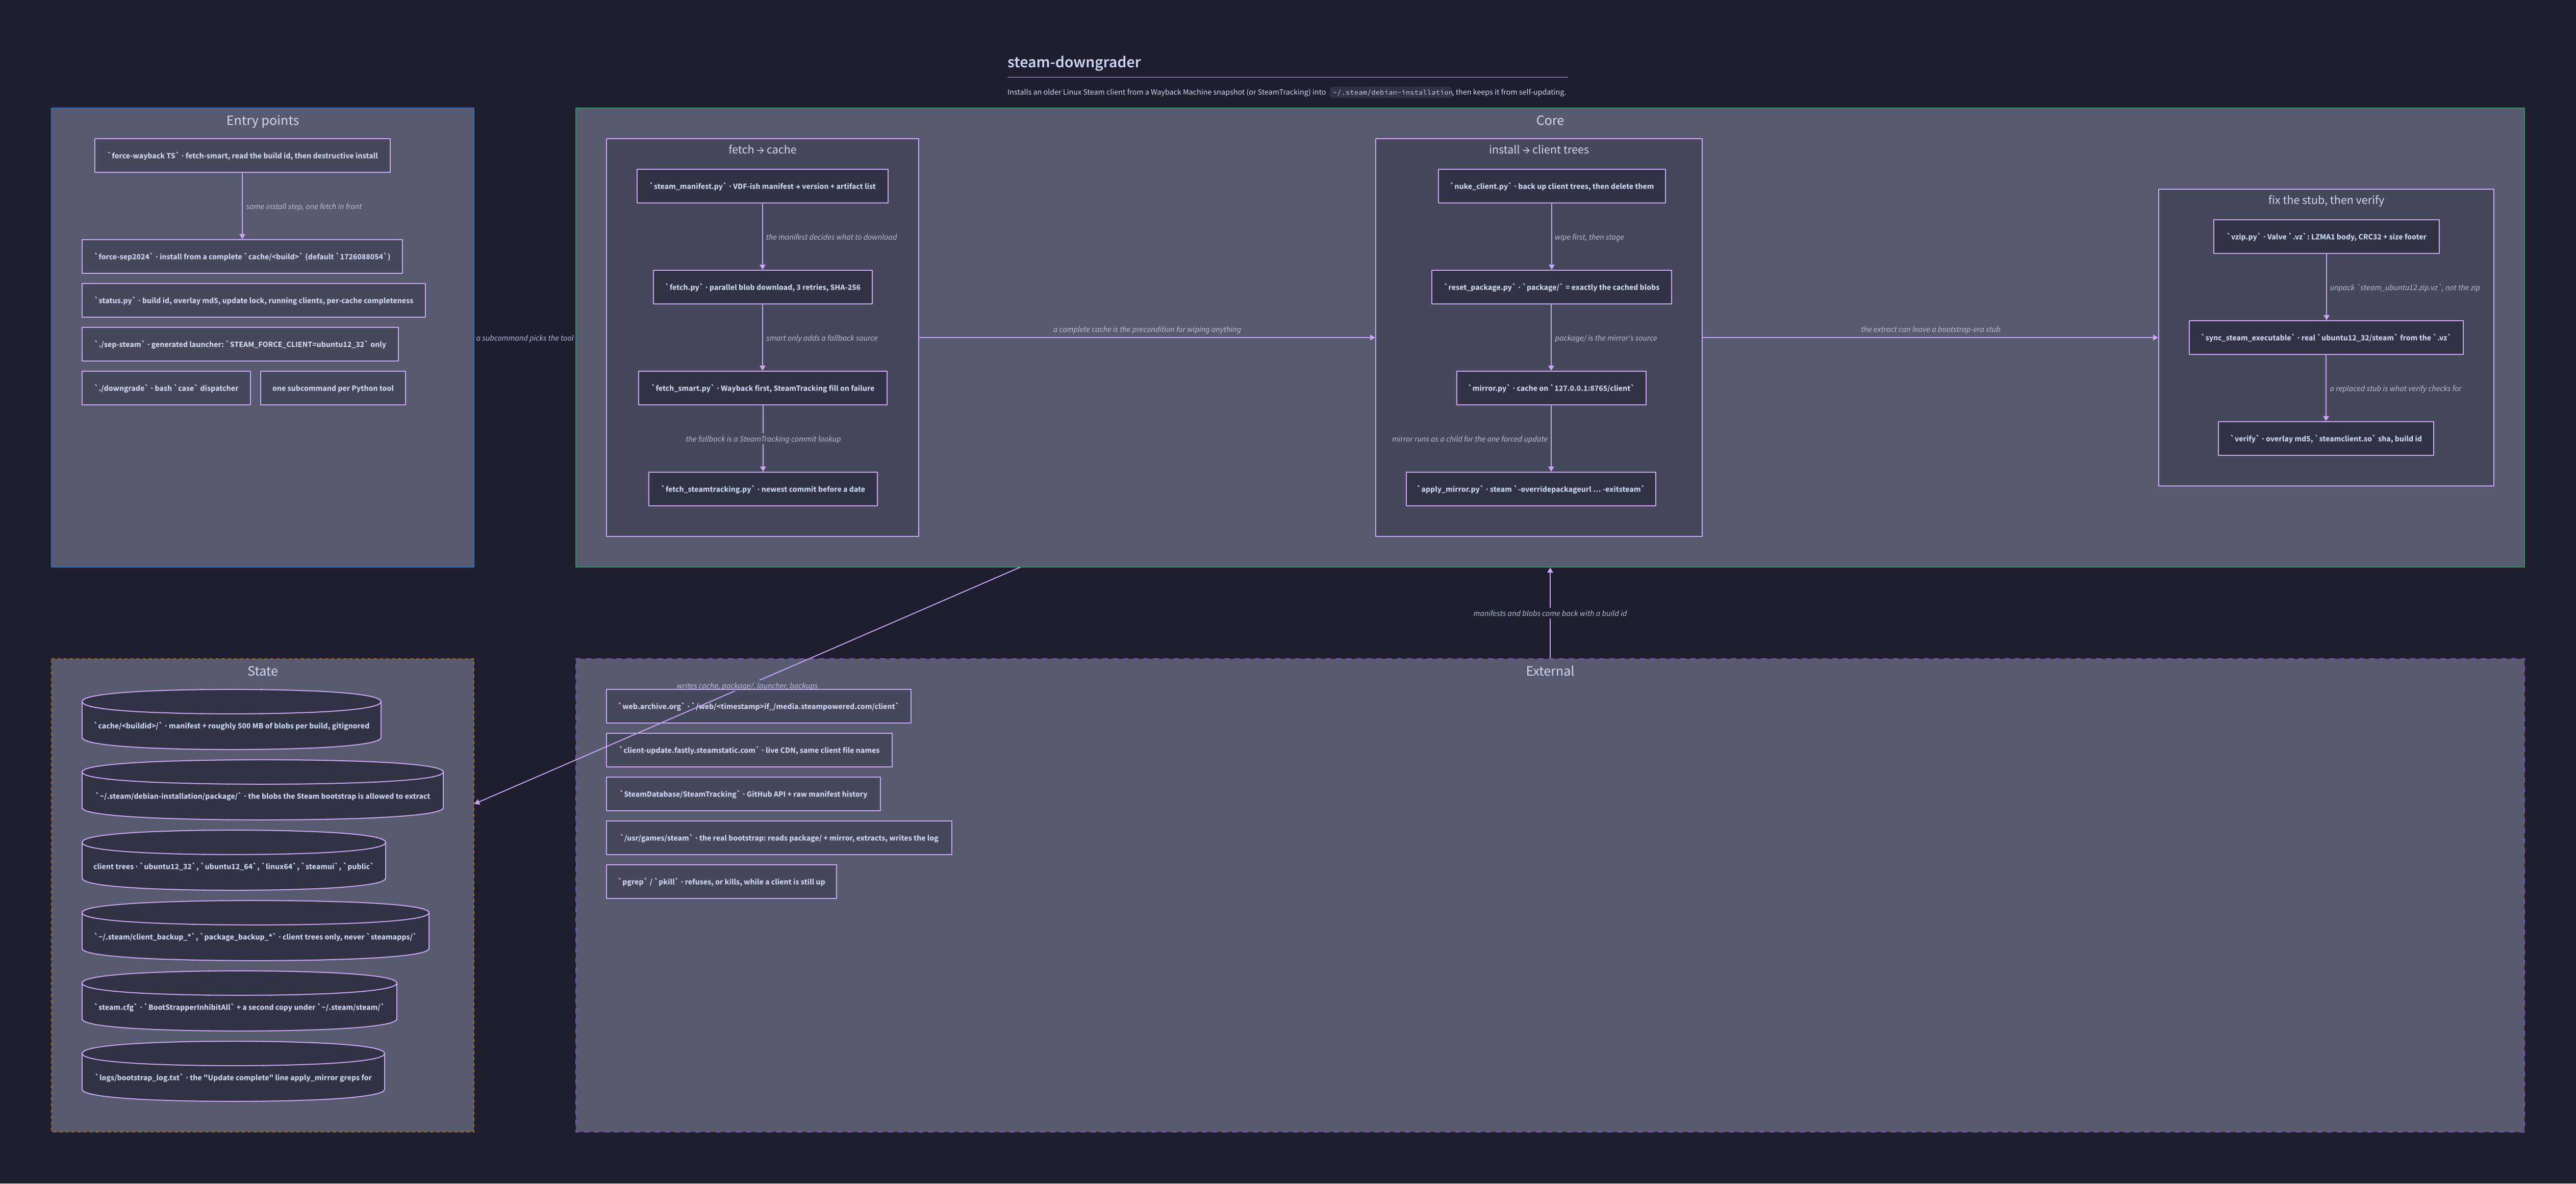 steam-downgrader
Installs an older Linux Steam client from a Wayback Machine snapshot (or SteamTracking) into ~/.steam/debian-installation, then keeps it from self-updating.
Entry points
`force-wayback TS` · fetch-smart, read the build id, then destructive install
same install step, one fetch in front
`force-sep2024` · install from a complete `cache/<build>` (default `1726088054`)
`status.py` · build id, overlay md5, update lock, running clients, per-cache completeness
`./sep-steam` · generated launcher: `STEAM_FORCE_CLIENT=ubuntu12_32` only
`./downgrade` · bash `case` dispatcher
one subcommand per Python tool
a subcommand picks the tool
Core
fetch → cache
`steam_manifest.py` · VDF-ish manifest → version + artifact list
the manifest decides what to download
`fetch.py` · parallel blob download, 3 retries, SHA-256
smart only adds a fallback source
`fetch_smart.py` · Wayback first, SteamTracking fill on failure
the fallback is a SteamTracking commit lookup
`fetch_steamtracking.py` · newest commit before a date
a complete cache is the precondition for wiping anything
install → client trees
`nuke_client.py` · back up client trees, then delete them
wipe first, then stage
`reset_package.py` · `package/` = exactly the cached blobs
package/ is the mirror's source
`mirror.py` · cache on `127.0.0.1:8765/client`
mirror runs as a child for the one forced update
`apply_mirror.py` · steam `-overridepackageurl … -exitsteam`
the extract can leave a bootstrap-era stub
fix the stub, then verify
`vzip.py` · Valve `.vz`: LZMA1 body, CRC32 + size footer
unpack `steam_ubuntu12.zip.vz`, not the zip
`sync_steam_executable` · real `ubuntu12_32/steam` from the `.vz`
a replaced stub is what verify checks for
`verify` · overlay md5, `steamclient.so` sha, build id
manifests and blobs come back with a build id
State
`cache/<buildid>/` · manifest + roughly 500 MB of blobs per build, gitignored
`~/.steam/debian-installation/package/` · the blobs the Steam bootstrap is allowed to extract
client trees · `ubuntu12_32`, `ubuntu12_64`, `linux64`, `steamui`, `public`
`~/.steam/client_backup_*`, `package_backup_*` · client trees only, never `steamapps/`
`steam.cfg` · `BootStrapperInhibitAll` + a second copy under `~/.steam/steam/`
`logs/bootstrap_log.txt` · the "Update complete" line apply_mirror greps for
External
writes cache, package/, launcher, backups
`web.archive.org` · `/web/<timestamp>if_/media.steampowered.com/client`
`client-update.fastly.steamstatic.com` · live CDN, same client file names
`SteamDatabase/SteamTracking` · GitHub API + raw manifest history
`/usr/games/steam` · the real bootstrap: reads package/ + mirror, extracts, writes the log
`pgrep` / `pkill` · refuses, or kills, while a client is still up